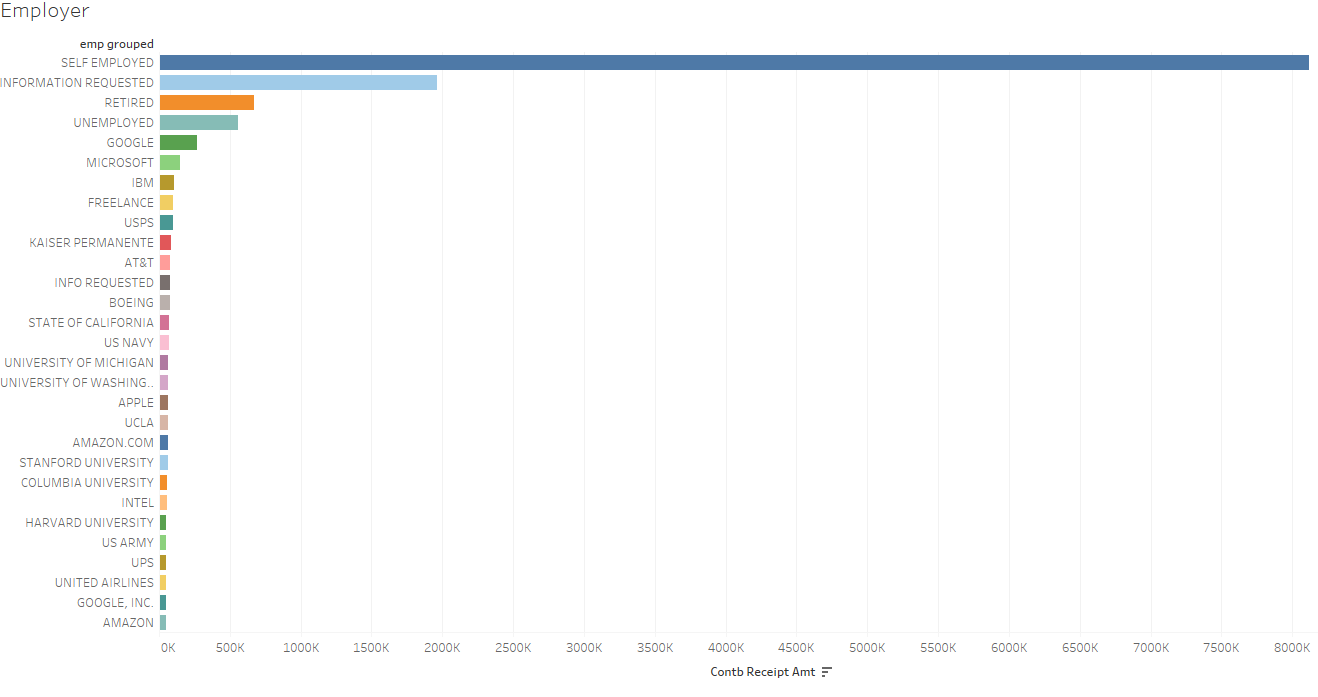 Employer
emp grouped
SELF EMPLOYED
INFORMATION REQUESTED
RETIRED
UNEMPLOYED
GOOGLE
MICROSOFT
IBM
FREELANCE
USPS
KAISER PERMANENTE
AT&T
INFO REQUESTED
BOEING
STATE OF CALIFORNIA
US NAVY
UNIVERSITY OF MICHIGAN
UNIVERSITY OF WASHING..
APPLE
UCLA
AMAZON.COM
STANFORD UNIVERSITY
COLUMBIA UNIVERSITY
INTEL
HARVARD UNIVERSITY
US ARMY
UPS
UNITED AIRLINES
GOOGLE, INC.
AMAZON
0K 500K 1000K 1500K 2000K 2500K 3000K 3500K 4000K 4500K 5000K 5500K 6000K 6500K 7000K 7500K 8000K
Contb Receipt Amt